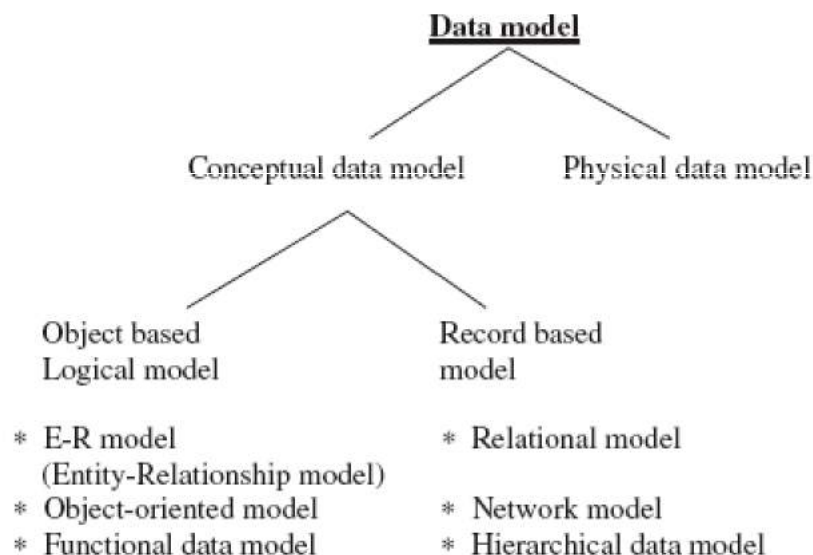 Data model
Conceptual data model
Physical data model
Object based
Logical model
Record based
model
* E-R model
(Entity-Relationship model)
* Object-oriented model
* Functional data model
* Relational model
* Network model
* Hierarchical data model